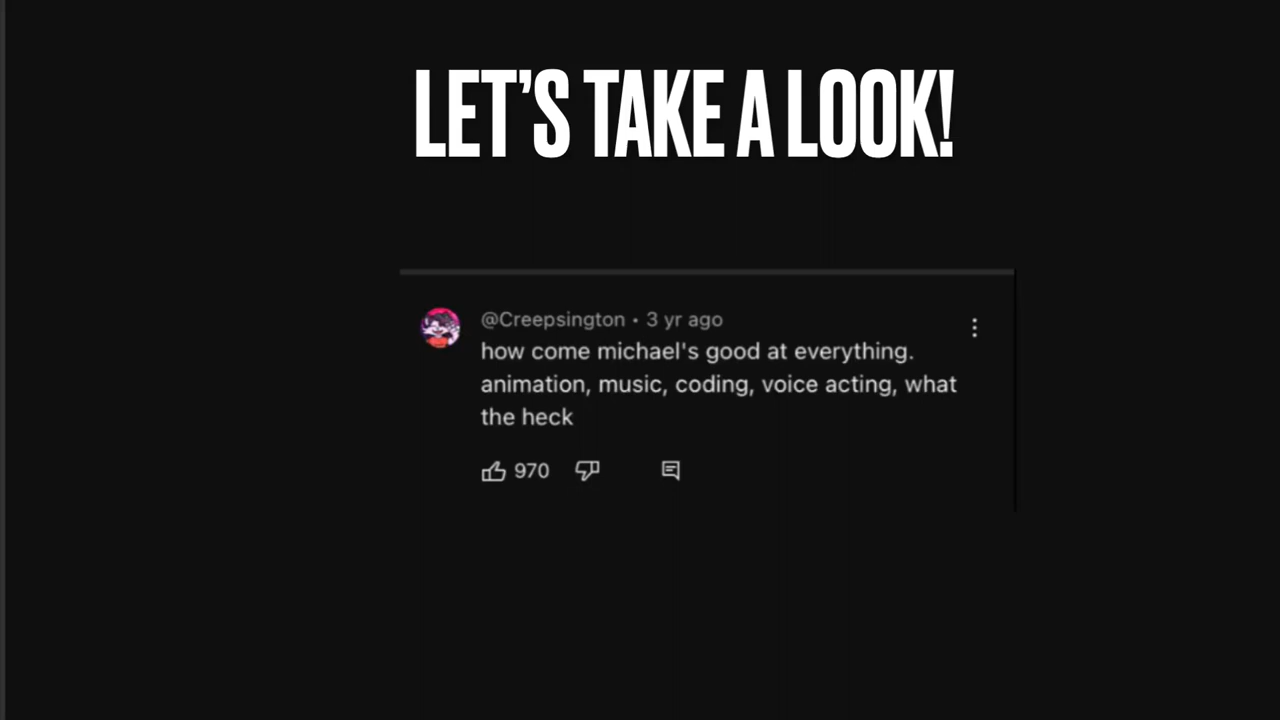 LET'S TAKE A LOOK!
@Creepsington • 3 yr ago
how come michael's good at everything.
animation, music, coding, voice acting, what
the heck
970